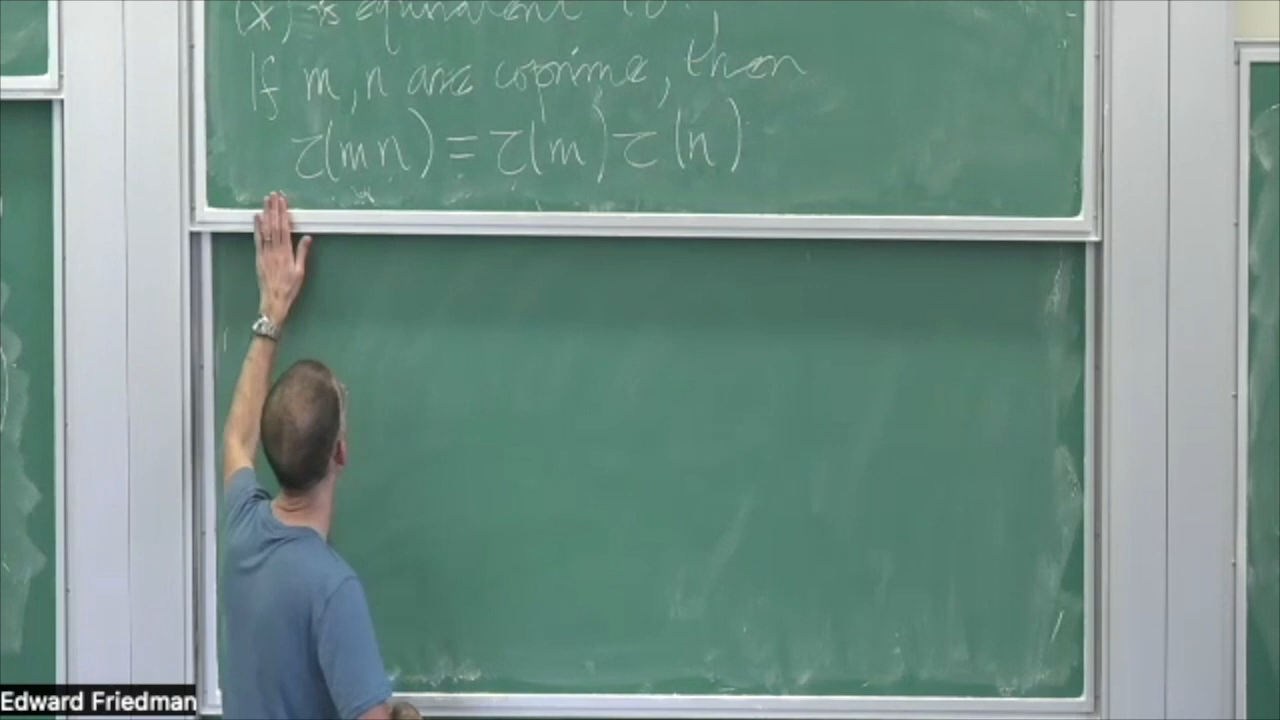 (x) is equivalent to:
If m, n are coprime, then
τ(mn) = τ(m) τ(n)
Edward Friedman